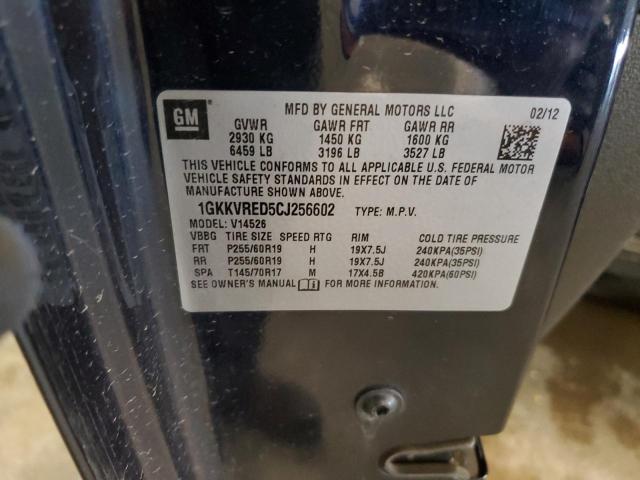 GM
MFD BY GENERAL MOTORS LLC 02/12
GVWR GAWR FRT GAWR RR
2930 KG 1450 KG 1600 KG
6459 LB 3196 LB 3527 LB
THIS VEHICLE CONFORMS TO ALL APPLICABLE U.S. FEDERAL MOTOR
VEHICLE SAFETY STANDARDS IN EFFECT ON THE DATE OF
MANUFACTURE SHOWN ABOVE.
1GKKVRED5CJ256602 TYPE: M.P.V.
MODEL: V14526
VBBG TIRE SIZE SPEED RTG RIM COLD TIRE PRESSURE
FRT P255/60R19 H 19X7.5J 240KPA(35PSI)
RR P255/60R19 H 19X7.5J 240KPA(35PSI)
SPA T145/70R17 M 17X4.5B 420KPA(60PSI)
SEE OWNER'S MANUAL FOR MORE INFORMATION.